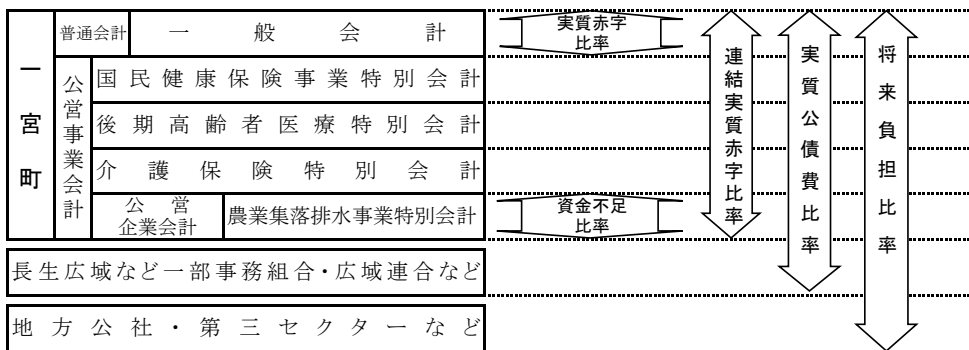 一宮町
普通会計
一般会計
公営事業会計
国民健康保険事業特別会計
後期高齢者医療特別会計
介護保険特別会計
公営
企業会計
農業集落排水事業特別会計
長生広域など一部事務組合・広域連合など
地方公社・第三セクターなど
実質赤字
比率
資金不足
比率
連結実質赤字比率
実質公債費比率
将来負担比率